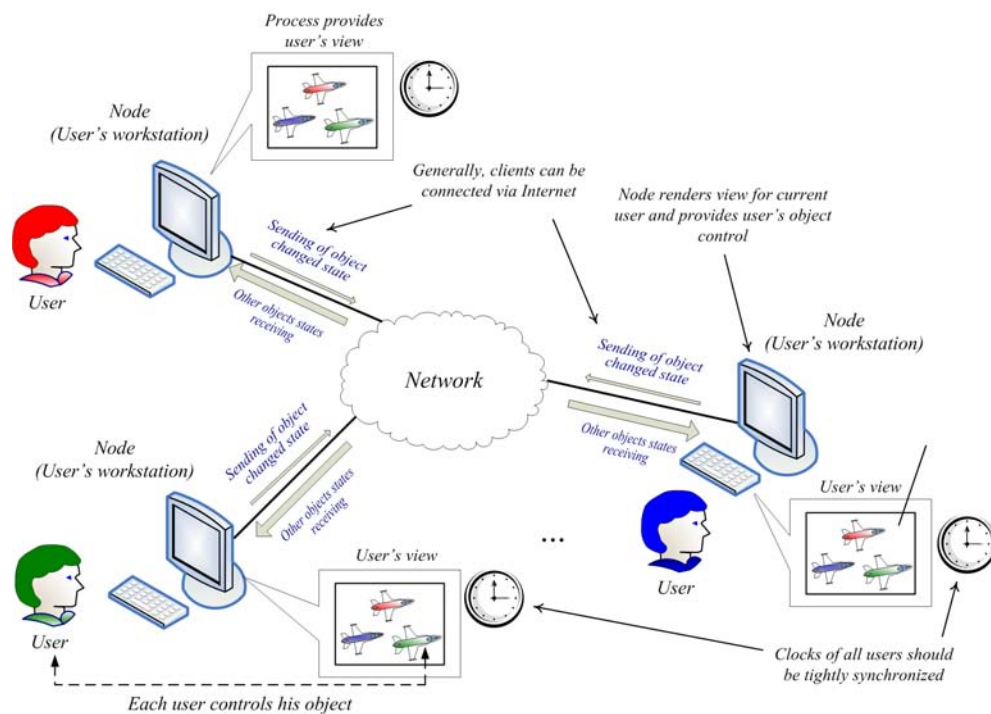 Process provides
user's view
Node
(User's workstation)
Generally, clients can be
connected via Internet
Node renders view for current
user and provides user's object
control
Sending of object
changed state
Other objects states
receiving
User
Node
(User's workstation)
Sending of object
changed state
Network
Other objects states
receiving
Node
(User's workstation)
Sending of object
changed state
Other objects states
receiving
User's view
User's view
...
User
User
Clocks of all users should
be tightly synchronized
Each user controls his object